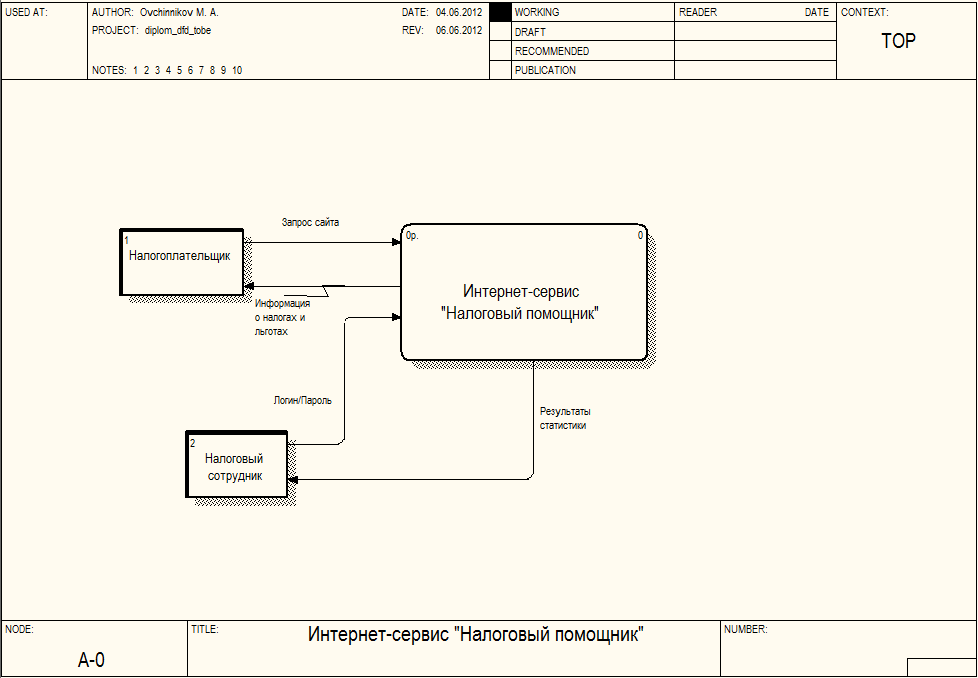 USED AT:
AUTHOR: Ovchinnikov M. A.
DATE: 04.06.2012
PROJECT: diplom_dfd_tobe
REV: 06.06.2012
NOTES: 1 2 3 4 5 6 7 8 9 10
WORKING
DRAFT
RECOMMENDED
PUBLICATION
READER DATE
CONTEXT:
TOP
Запрос сайта
1
Налогоплательщик
0р.
0
Интернет-сервис
"Налоговый помощник"
Информация
о налогах и
льготах
Логин/Пароль
Результаты
статистики
2
Налоговый
сотрудник
NODE:
A-0
TITLE:
Интернет-сервис "Налоговый помощник"
NUMBER: